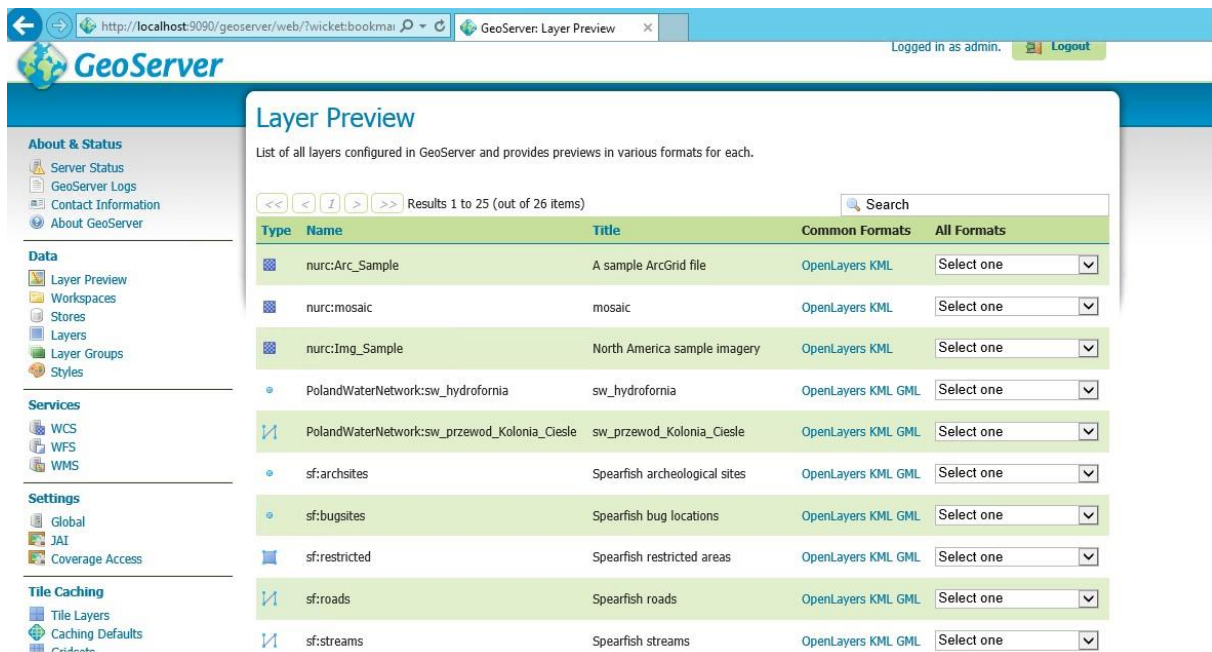 http://localhost:9090/geoserver/web/?wicket:bookmar
GeoServer: Layer Preview
GeoServer
Logged in as admin.
Logout
About & Status
Server Status
GeoServer Logs
Contact Information
About GeoServer
Data
Layer Preview
Workspaces
Stores
Layers
Layer Groups
Styles
Services
WCS
WFS
WMS
Settings
Global
JAI
Coverage Access
Tile Caching
Tile Layers
Caching Defaults
Gridsets
Layer Preview
List of all layers configured in GeoServer and provides previews in various formats for each.
<< < 1 > >> Results 1 to 25 (out of 26 items) Search
Type Name Title Common Formats All Formats
nurc:Arc_Sample A sample ArcGrid file OpenLayers KML Select one
nurc:mosaic mosaic OpenLayers KML Select one
nurc:Img_Sample North America sample imagery OpenLayers KML Select one
PolandWaterNetwork:sw_hydrofornia sw_hydrofornia OpenLayers KML GML Select one
PolandWaterNetwork:sw_przewod_Kolonia_Ciesle sw_przewod_Kolonia_Ciesle OpenLayers KML GML Select one
sf:archsites Spearfish archeological sites OpenLayers KML GML Select one
sf:bugsites Spearfish bug locations OpenLayers KML GML Select one
sf:restricted Spearfish restricted areas OpenLayers KML GML Select one
sf:roads Spearfish roads OpenLayers KML GML Select one
sf:streams Spearfish streams OpenLayers KML GML Select one